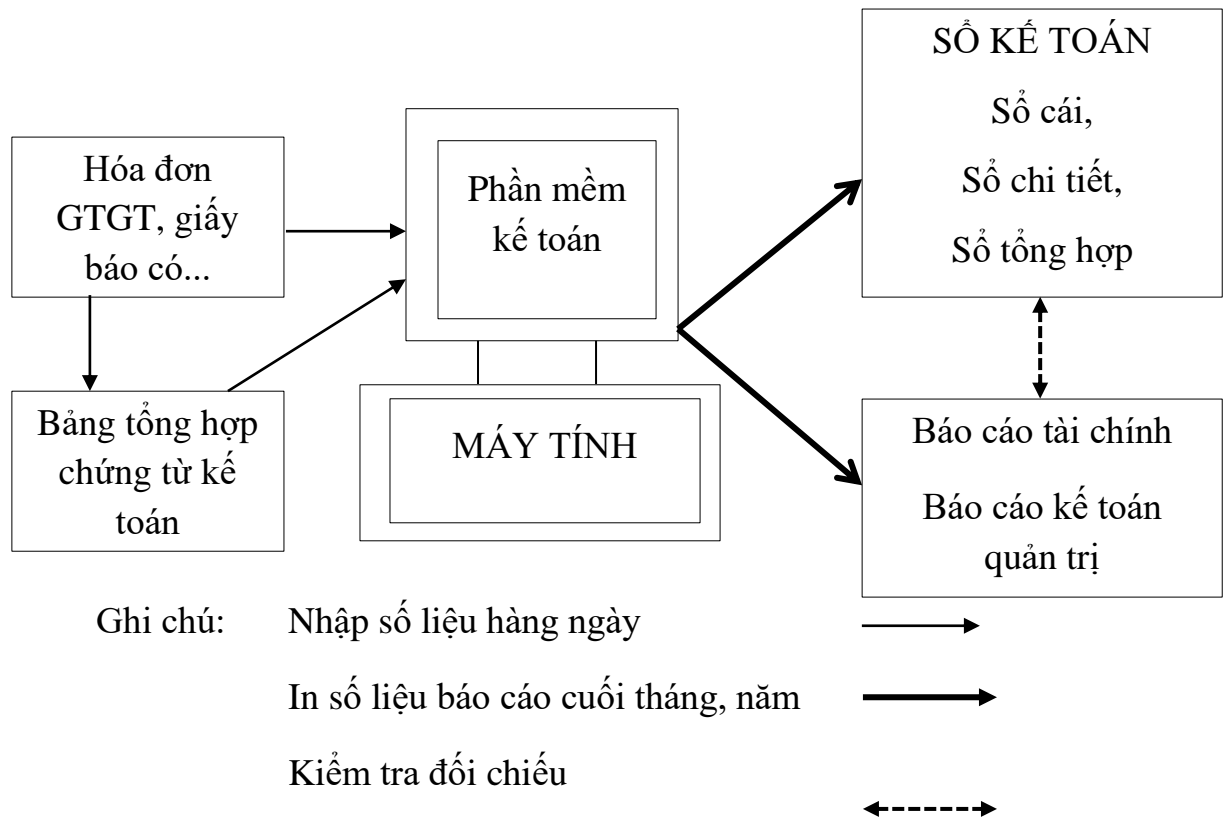 Hóa đơn
GTGT, giấy
báo có...
Bảng tổng hợp
chứng từ kế
toán
Phần mềm
kế toán
MÁY TÍNH
SỔ KẾ TOÁN
Sổ cái,
Sổ chi tiết,
Sổ tổng hợp
Báo cáo tài chính
Báo cáo kế toán
quản trị
Ghi chú: Nhập số liệu hàng ngày
In số liệu báo cáo cuối tháng, năm
Kiểm tra đối chiếu